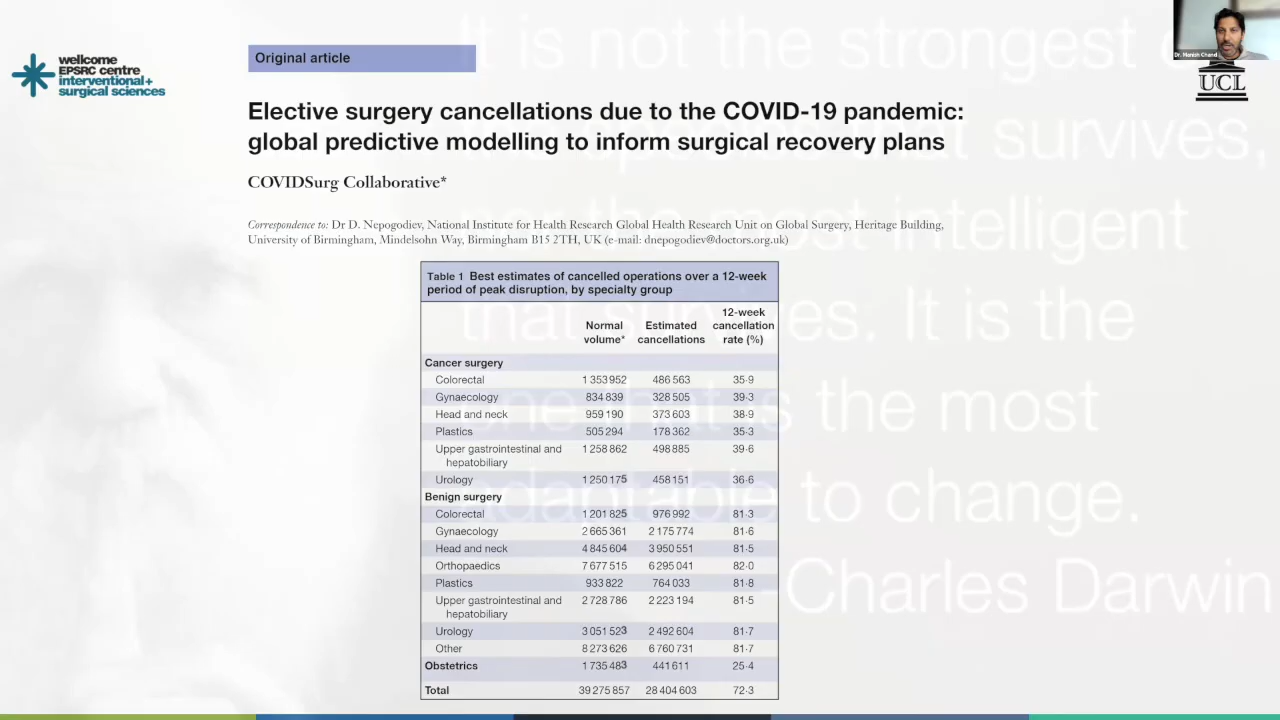 wellcome
EPSRC centre
interventional+
surgical sciences
Original article
Dr. Manish Chand
UCL
Elective surgery cancellations due to the COVID-19 pandemic:
global predictive modelling to inform surgical recovery plans
COVIDSurg Collaborative*
Correspondence to: Dr D. Nepogodiev, National Institute for Health Research Global Health Research Unit on Global Surgery, Heritage Building,
University of Birmingham, Mindelsohn Way, Birmingham B15 2TH, UK (e-mail: dnepogodiev@doctors.org.uk)
Table 1 Best estimates of cancelled operations over a 12-week
period of peak disruption, by specialty group
Normal volume* Estimated cancellations 12-week cancellation rate (%)
Cancer surgery
Colorectal 1 353 952 486 563 35·9
Gynaecology 834 839 328 505 39·3
Head and neck 959 190 373 603 38·9
Plastics 505 294 178 362 35·3
Upper gastrointestinal and hepatobiliary 1 258 862 498 885 39·6
Urology 1 250 175 458 151 36·6
Benign surgery
Colorectal 1 201 825 976 992 81·3
Gynaecology 2 665 361 2 175 774 81·6
Head and neck 4 845 604 3 950 551 81·5
Orthopaedics 7 677 515 6 295 041 82·0
Plastics 933 822 764 033 81·8
Upper gastrointestinal and hepatobiliary 2 728 786 2 223 194 81·5
Urology 3 051 523 2 492 604 81·7
Other 8 273 626 6 760 731 81·7
Obstetrics 1 735 483 441 611 25·4
Total 39 275 857 28 404 603 72·3
It is not the strongest
that survives,
most intelligent
that survives. It is the
one that is the most
adaptable to change.
-Charles Darwin